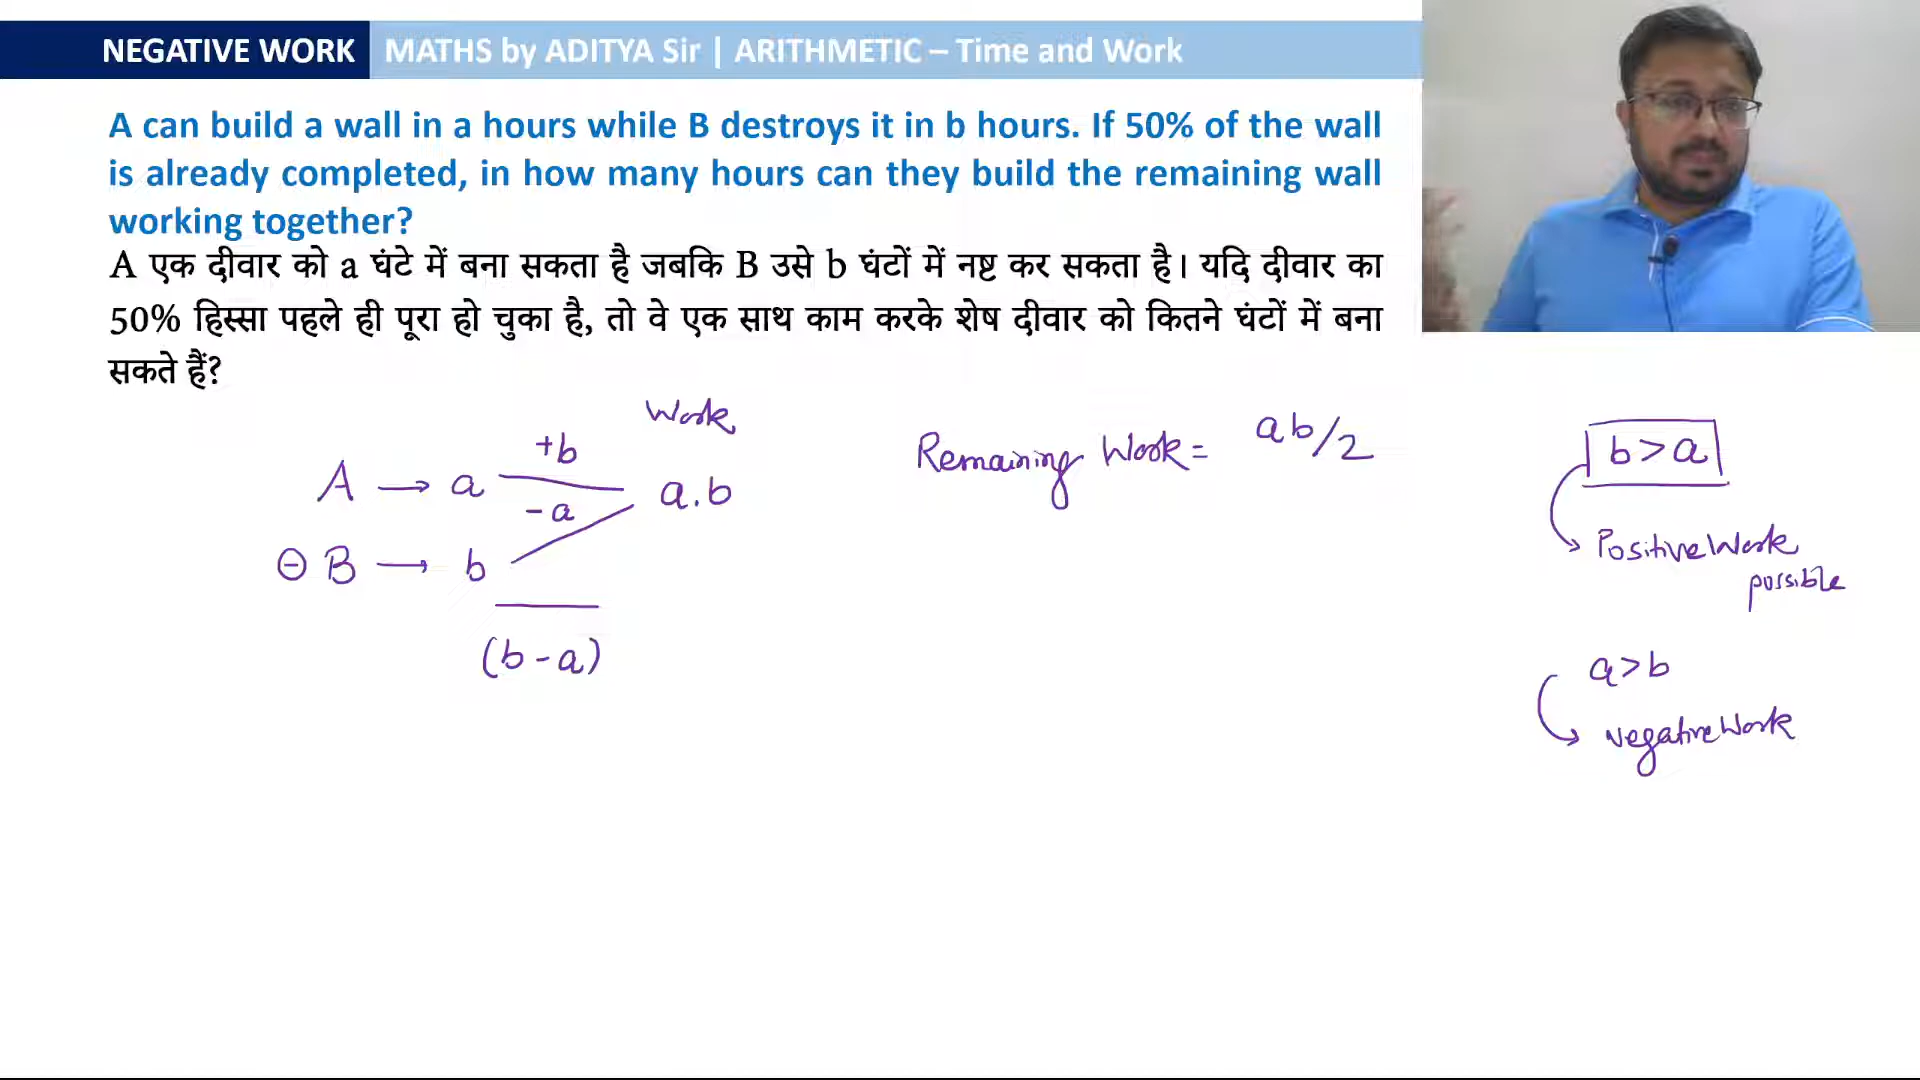 NEGATIVE WORK MATHS by ADITYA Sir | ARITHMETIC – Time and Work
A can build a wall in a hours while B destroys it in b hours. If 50% of the wall
is already completed, in how many hours can they build the remaining wall
working together?
A एक दीवार को a घंटे में बना सकता है जबकि B उसे b घंटों में नष्ट कर सकता है। यदि दीवार का
50% हिस्सा पहले ही पूरा हो चुका है, तो वे एक साथ काम करके शेष दीवार को कितने घंटों में बना
सकते हैं?
Work
A → a +b a.b
⊖ B → b -a
(b - a)
Remaining Work = ab/2
b > a
Positive Work
possible
a > b
Negative Work